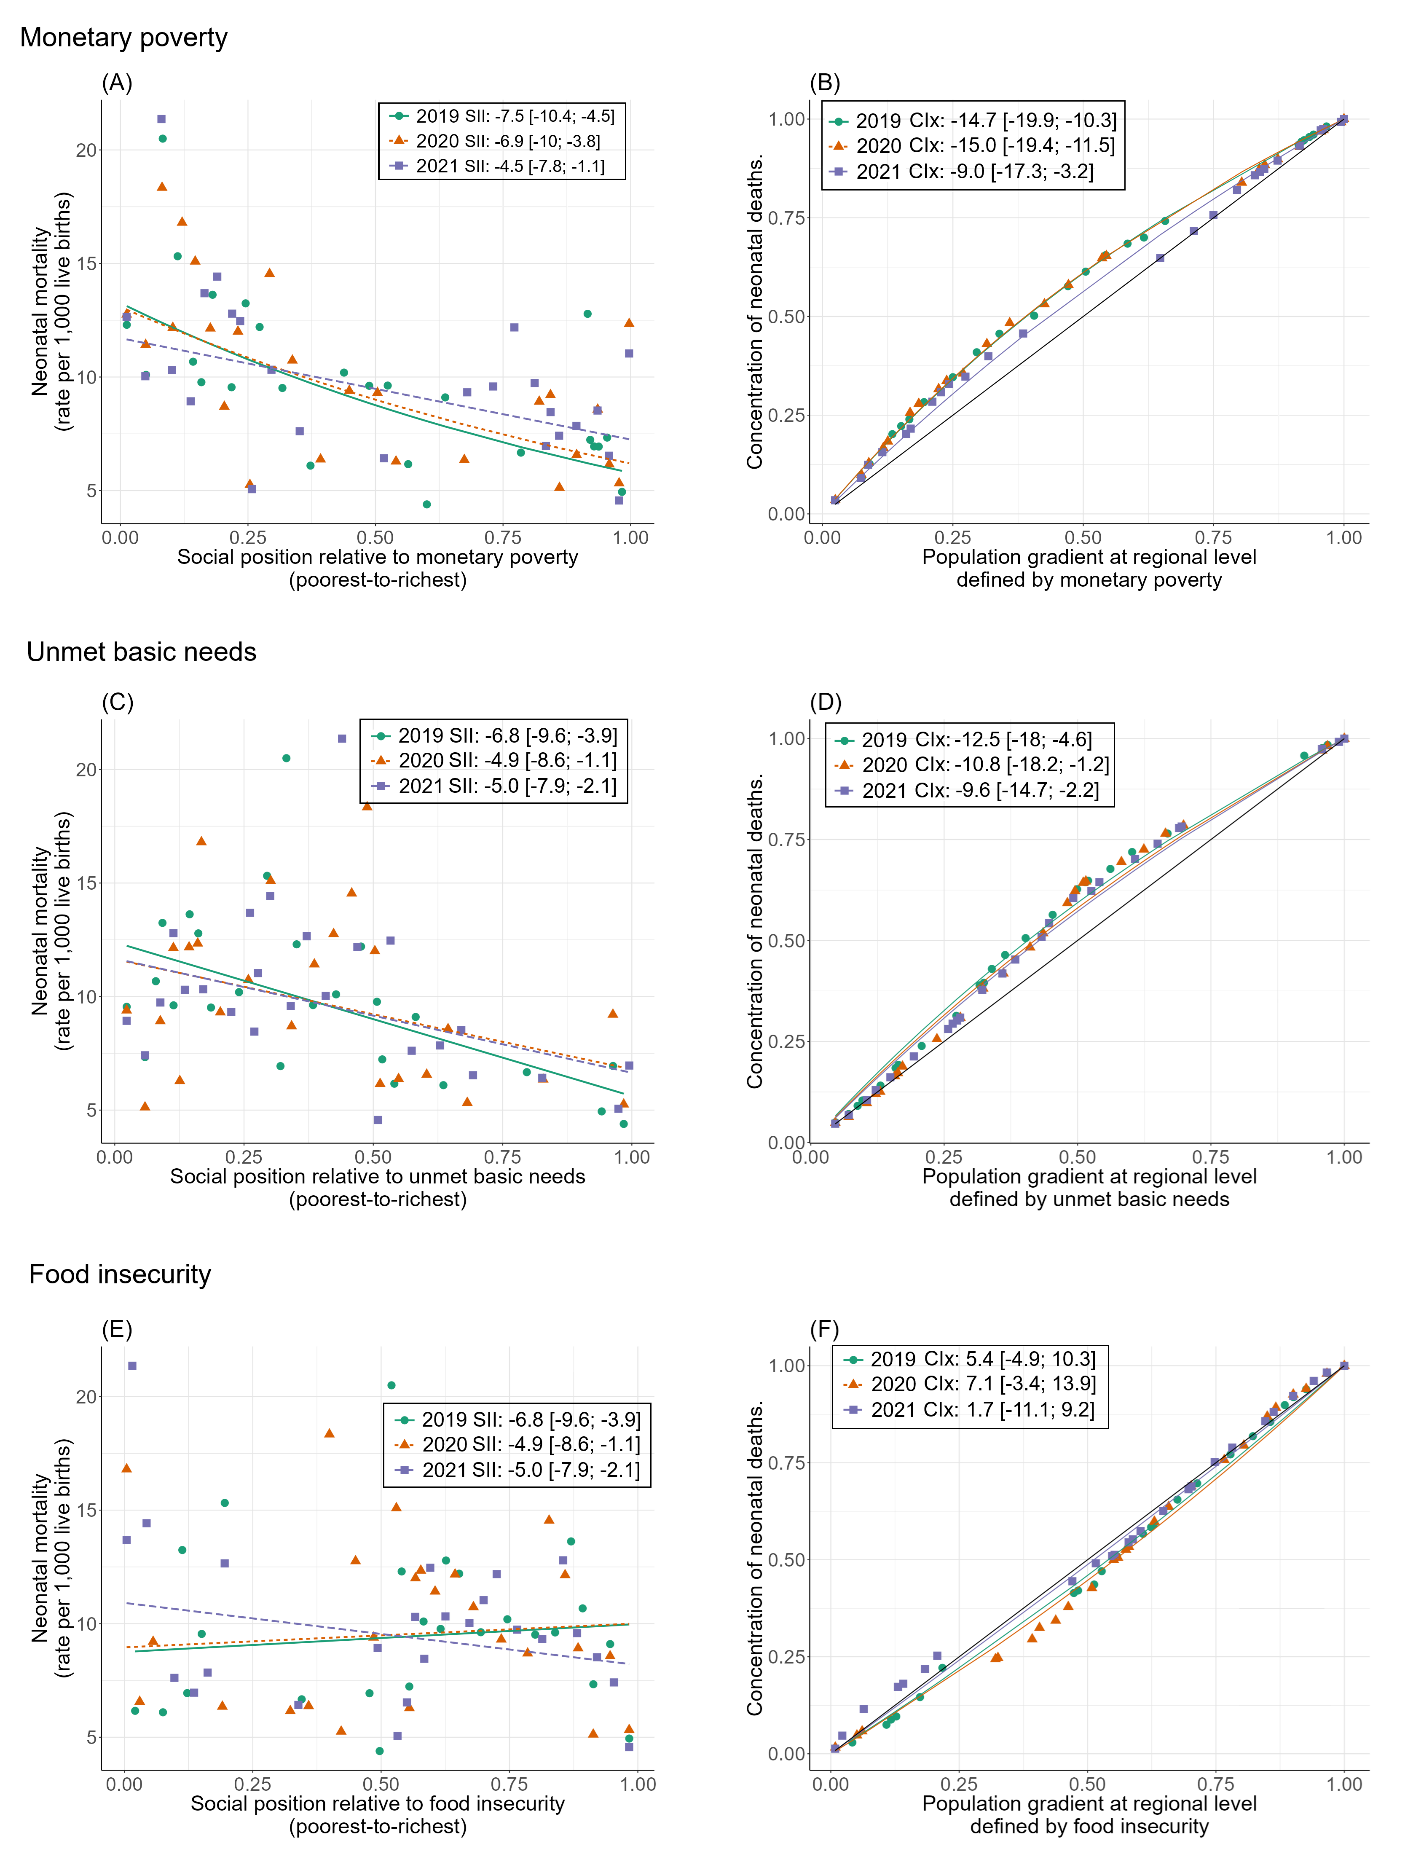 Monetary poverty
(A)
2019 SII: -7.5 [-10.4; -4.5]
2020 SII: -6.9 [-10; -3.8]
2021 SII: -4.5 [-7.8; -1.1]
Neonatal mortality
(rate per 1,000 live births)
20
15
10
5
0.00 0.25 0.50 0.75 1.00
Social position relative to monetary poverty
(poorest-to-richest)
(B)
2019 CIx: -14.7 [-19.9; -10.3]
2020 CIx: -15.0 [-19.4; -11.5]
2021 CIx: -9.0 [-17.3; -3.2]
Concentration of neonatal deaths.
1.00
0.75
0.50
0.25
0.00
0.00 0.25 0.50 0.75 1.00
Population gradient at regional level
defined by monetary poverty
Unmet basic needs
(C)
2019 SII: -6.8 [-9.6; -3.9]
2020 SII: -4.9 [-8.6; -1.1]
2021 SII: -5.0 [-7.9; -2.1]
Neonatal mortality
(rate per 1,000 live births)
20
15
10
5
0.00 0.25 0.50 0.75 1.00
Social position relative to unmet basic needs
(poorest-to-richest)
(D)
2019 CIx: -12.5 [-18; -4.6]
2020 CIx: -10.8 [-18.2; -1.2]
2021 CIx: -9.6 [-14.7; -2.2]
Concentration of neonatal deaths.
1.00
0.75
0.50
0.25
0.00
0.00 0.25 0.50 0.75 1.00
Population gradient at regional level
defined by unmet basic needs
Food insecurity
(E)
2019 SII: -6.8 [-9.6; -3.9]
2020 SII: -4.9 [-8.6; -1.1]
2021 SII: -5.0 [-7.9; -2.1]
Neonatal mortality
(rate per 1,000 live births)
20
15
10
5
0.00 0.25 0.50 0.75 1.00
Social position relative to food insecurity
(poorest-to-richest)
(F)
2019 CIx: 5.4 [-4.9; 10.3]
2020 CIx: 7.1 [-3.4; 13.9]
2021 CIx: 1.7 [-11.1; 9.2]
Concentration of neonatal deaths.
1.00
0.75
0.50
0.25
0.00
0.00 0.25 0.50 0.75 1.00
Population gradient at regional level
defined by food insecurity